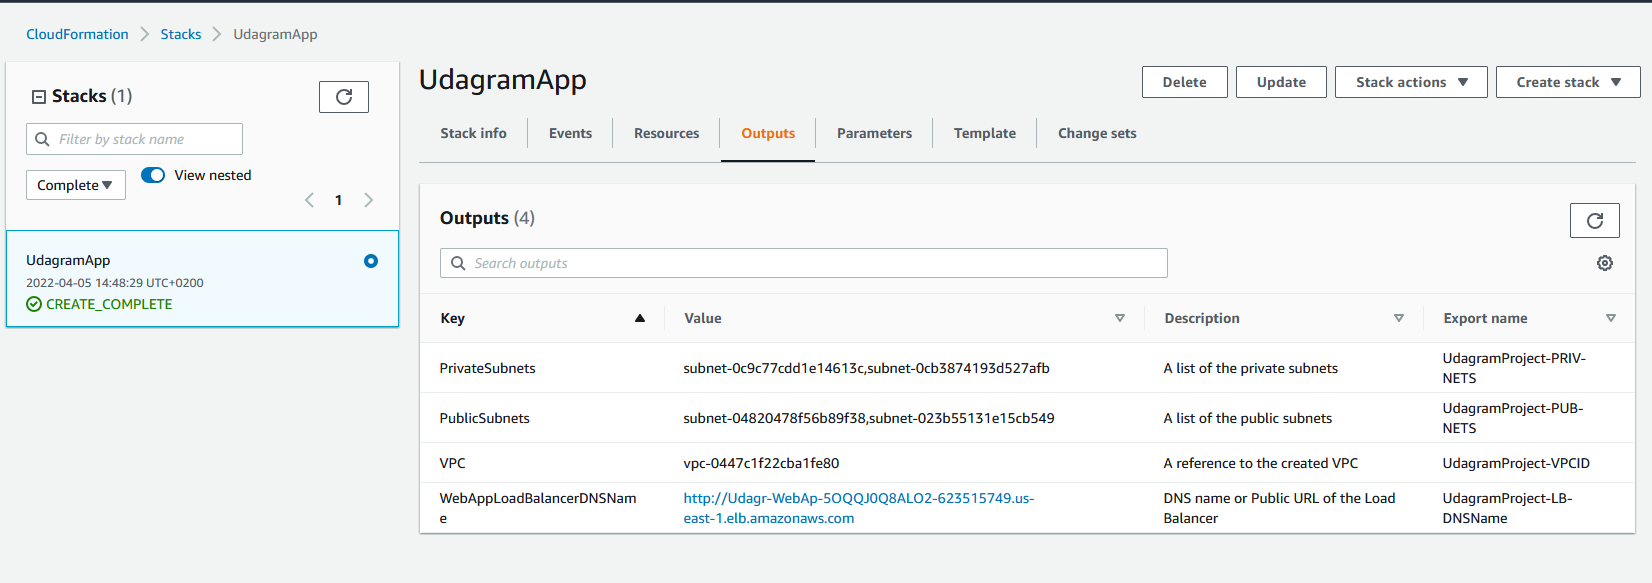 CloudFormation > Stacks > UdagramApp
Stacks (1)
Filter by stack name
Complete
View nested
1
UdagramApp
2022-04-05 14:48:29 UTC+0200
CREATE_COMPLETE
UdagramApp
Delete
Update
Stack actions
Create stack
Stack info
Events
Resources
Outputs
Parameters
Template
Change sets
Outputs (4)
Search outputs
Key
Value
Description
Export name
PrivateSubnets
subnet-0c9c77cdd1e14613c,subnet-0cb3874193d527afb
A list of the private subnets
UdagramProject-PRIV-
NETS
PublicSubnets
subnet-04820478f56b89f38,subnet-023b55131e15cb549
A list of the public subnets
UdagramProject-PUB-
NETS
VPC
vpc-0447c1f22cba1fe80
A reference to the created VPC
UdagramProject-VPCID
WebAppLoadBalancerDNSNam
e
http://Udagr-WebAp-5OQQJ0Q8ALO2-623515749.us-
east-1.elb.amazonaws.com
DNS name or Public URL of the Load
Balancer
UdagramProject-LB-
DNSName